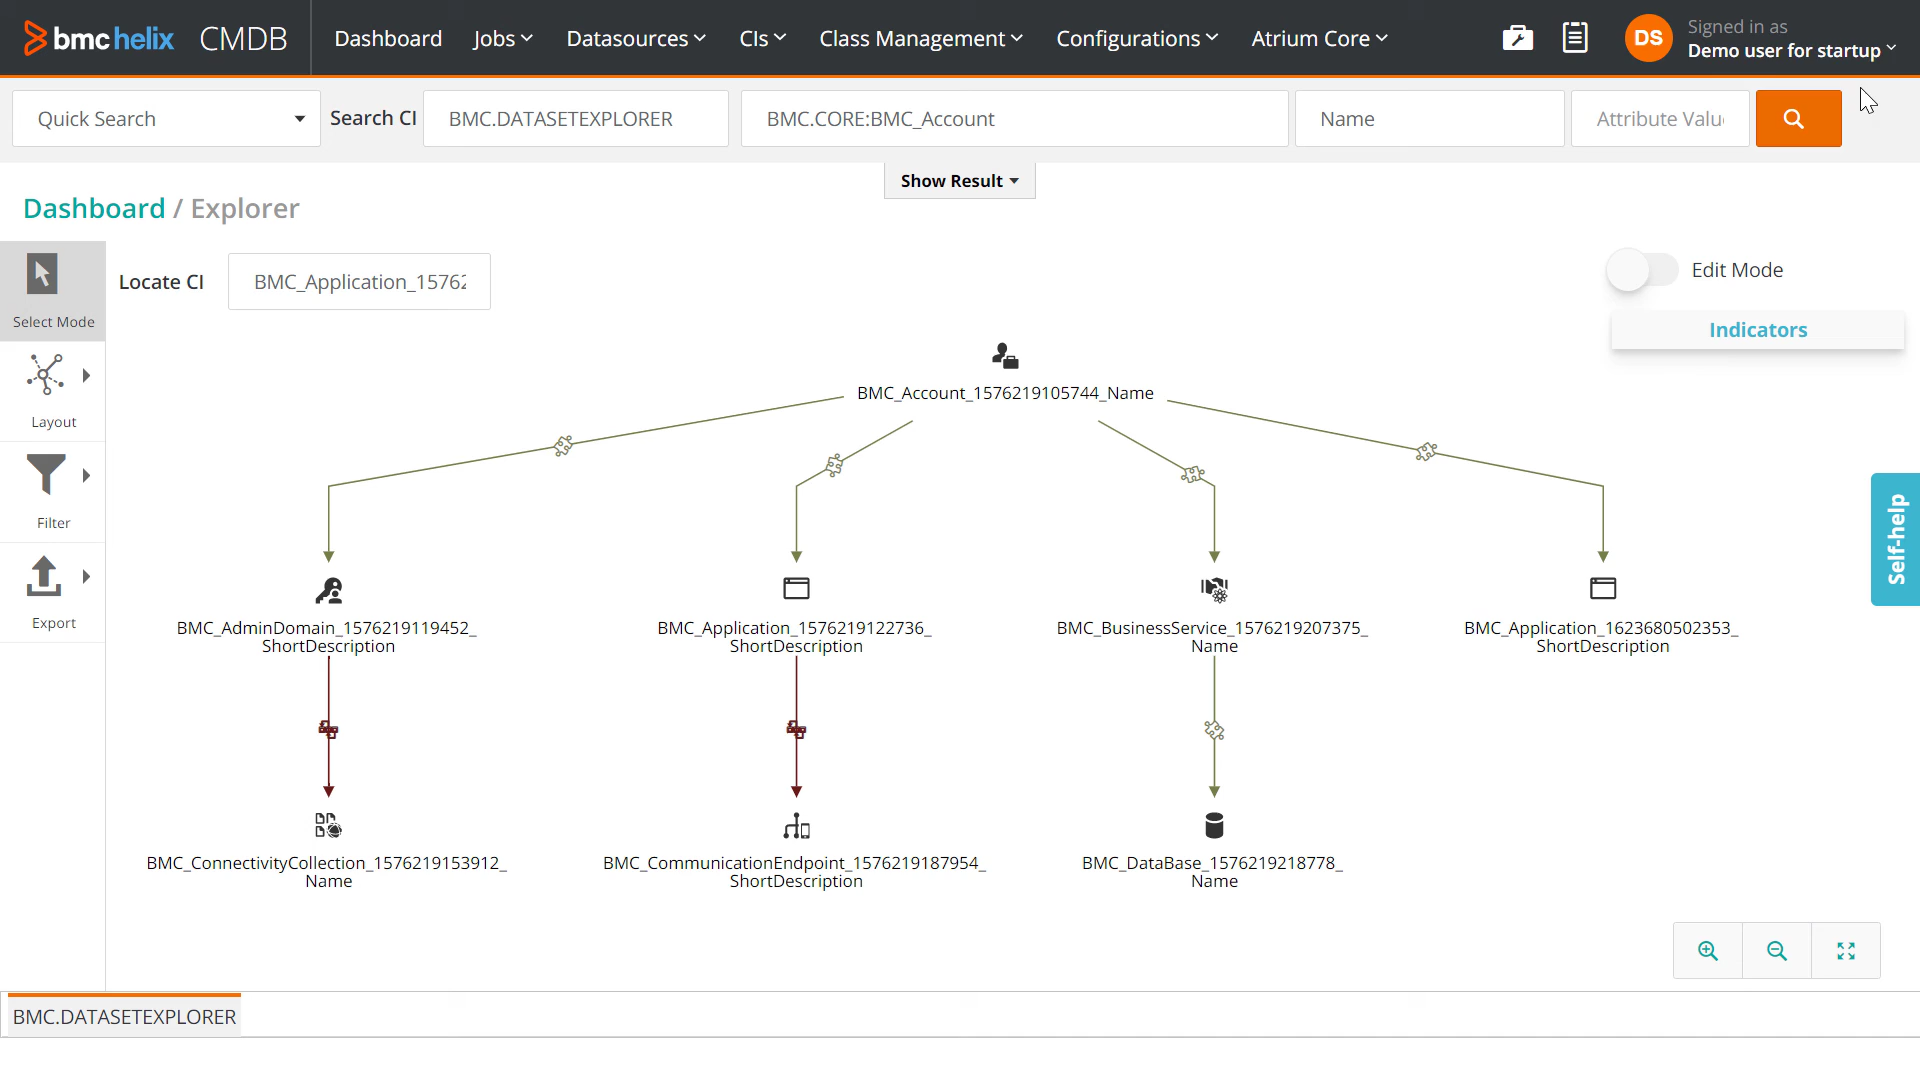 bmc helix CMDB Dashboard Jobs Datasources CIs Class Management Configurations Atrium Core DS Signed in as
Demo user for startup
Quick Search Search CI BMC.DATASETEXPLORER BMC.CORE:BMC_Account Name Attribute Valu
Show Result
Dashboard / Explorer
Select Mode
Locate CI BMC_Application_15762
Edit Mode
Indicators
BMC_Account_1576219105744_Name
Layout
Filter
Export
Self-help
BMC_AdminDomain_1576219119452_
ShortDescription
BMC_Application_1576219122736_
ShortDescription
BMC_BusinessService_1576219207375_
Name
BMC_Application_1623680502353_
ShortDescription
BMC_ConnectivityCollection_1576219153912_
Name
BMC_CommunicationEndpoint_1576219187954_
ShortDescription
BMC_DataBase_1576219218778_
Name
BMC.DATASETEXPLORER